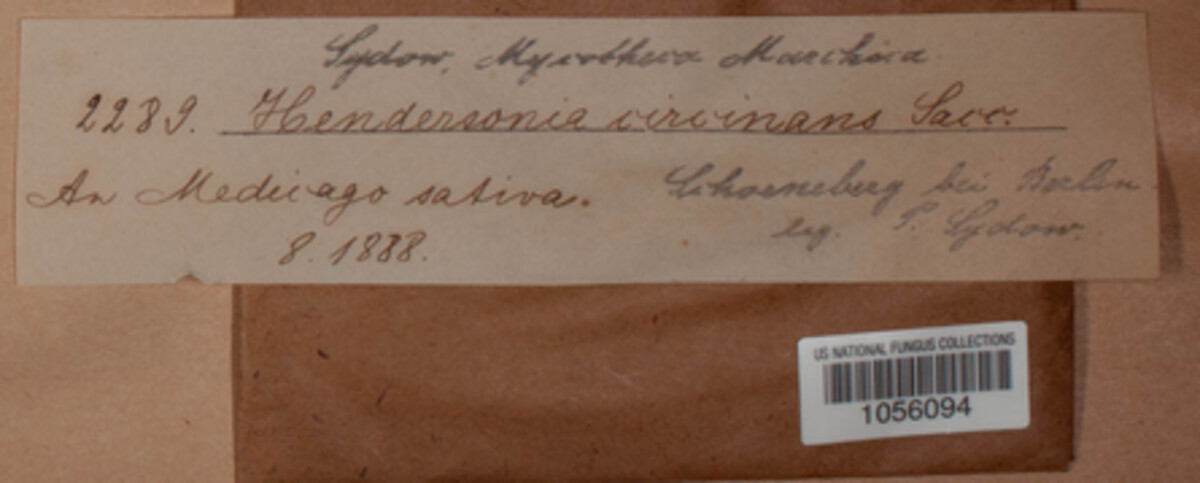 Sydow, Mycotheca Marchica.
2289. Hendersonia circinans Sacc.
An Medicago sativa. Schoeneberg bei Berlin
8. 1888. leg. P. Sydow.
US NATIONAL FUNGUS COLLECTIONS
1056094